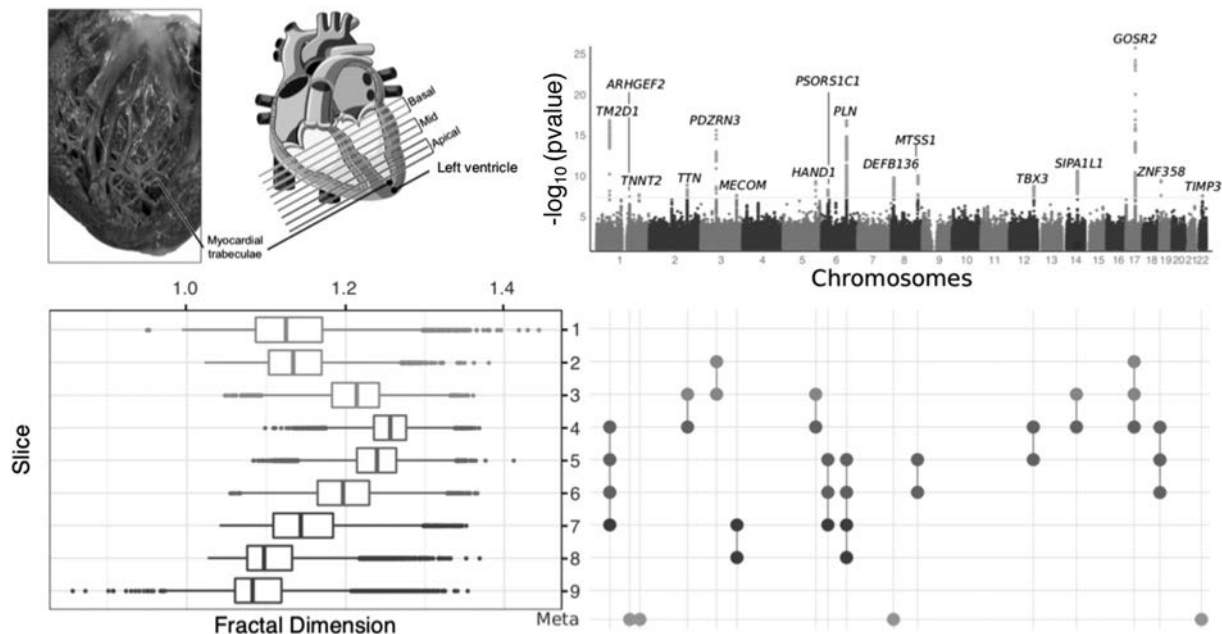 Basal
Mid
Apical
Left ventricle
Myocardial
trabeculae
-log10 (pvalue)
25
20
15
10
5
GOSR2
ARHGEF2
PSORS1C1
TM2D1
PDZRN3
PLN
MTSS1
TNNT2
TTN
MECOM
HAND1
DEFB136
TBX3
SIPA1L1
ZNF358
TIMP3
1 2 3 4 5 6 7 8 9 10 11 12 13 14 15 16 17 18 19 20 21 22
Chromosomes
1.0 1.2 1.4
Slice
1
2
3
4
5
6
7
8
9
Meta
Fractal Dimension